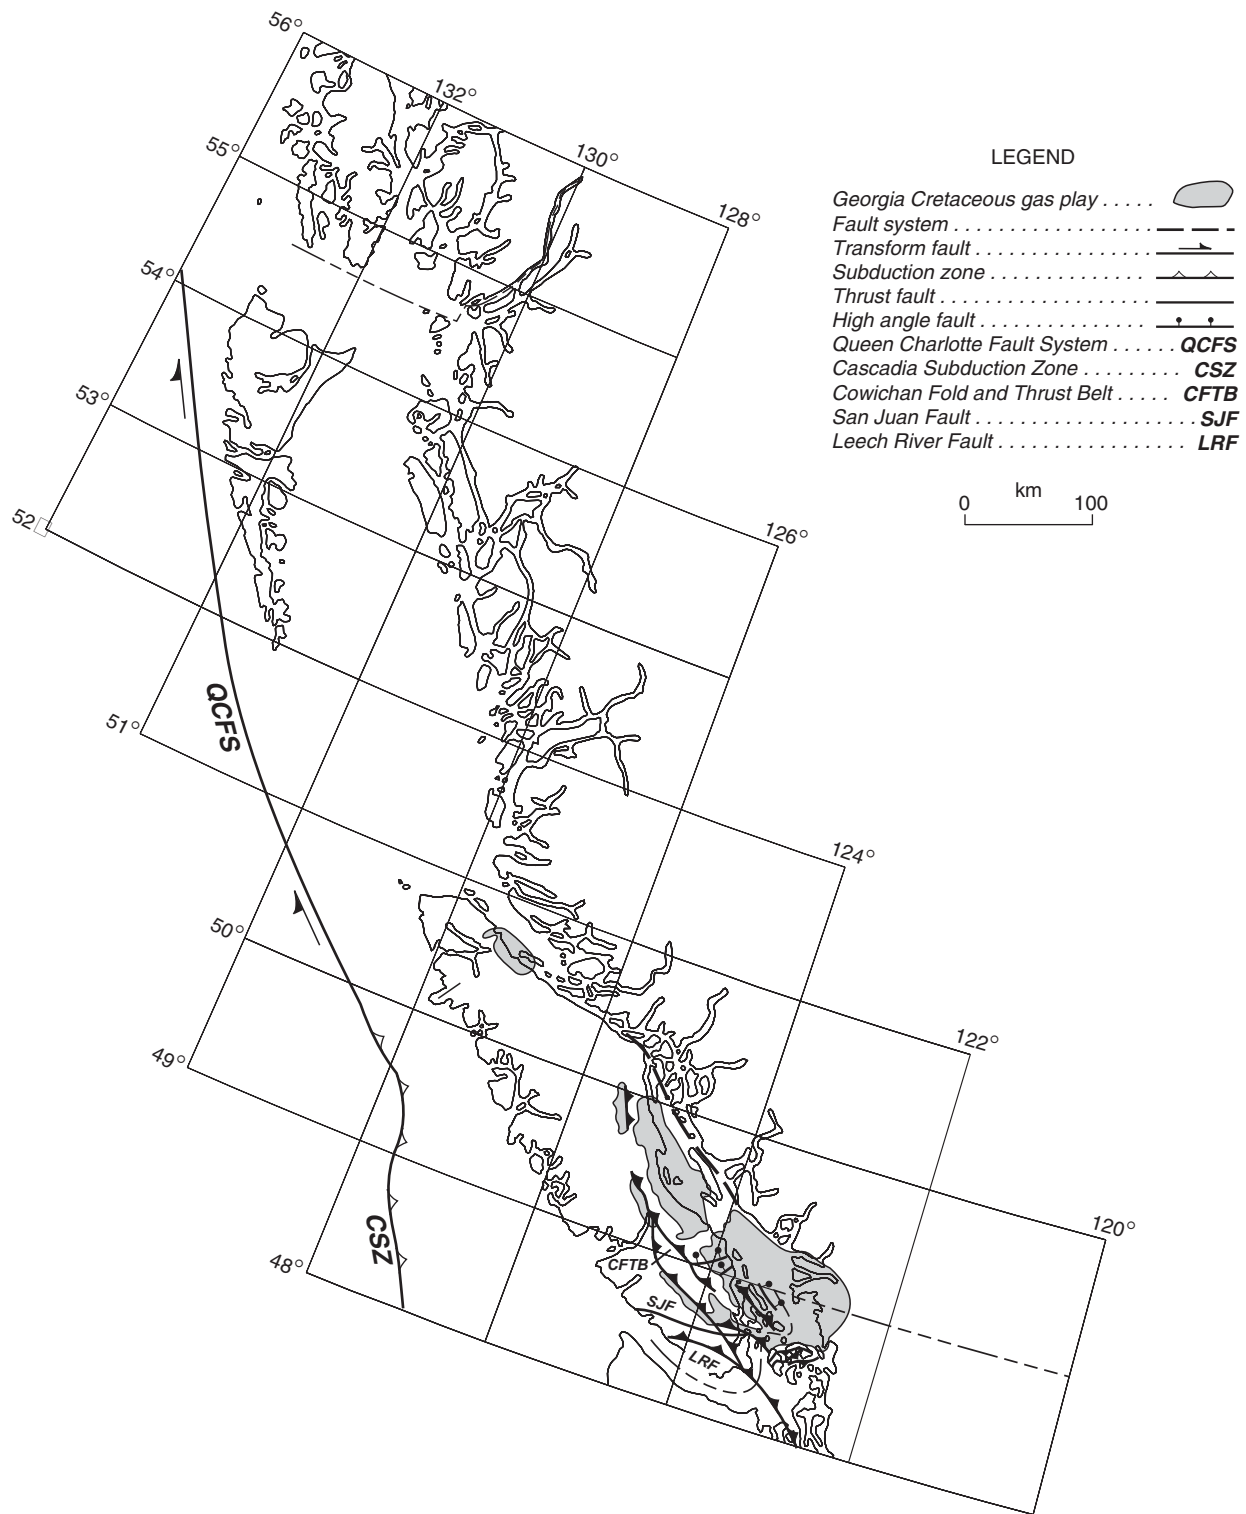 56°
132°
55°
130°
LEGEND
128°
Georgia Cretaceous gas play . . . . .
Fault system . . . . . . . . . . . . . . . . . .
Transform fault . . . . . . . . . . . . . . . .
Subduction zone . . . . . . . . . . . . . .
Thrust fault . . . . . . . . . . . . . . . . . . .
High angle fault . . . . . . . . . . . . . . .
Queen Charlotte Fault System . . . . . . QCFS
Cascadia Subduction Zone . . . . . . . . . CSZ
Cowichan Fold and Thrust Belt . . . . . CFTB
San Juan Fault . . . . . . . . . . . . . . . . . . . . SJF
Leech River Fault . . . . . . . . . . . . . . . . . LRF
54°
53°
km
0 100
52
126°
51°
QCFS
124°
50°
122°
49°
120°
CSZ
48°
CFTB
SJF
LRF